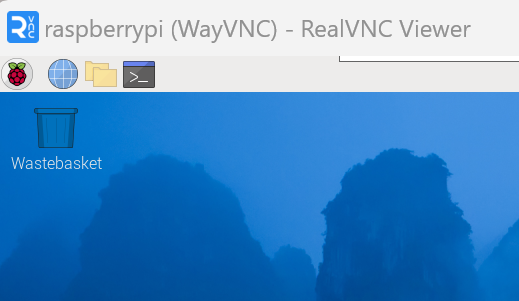 raspberrypi (WayVNC) - RealVNC Viewer
>_
Wastebasket